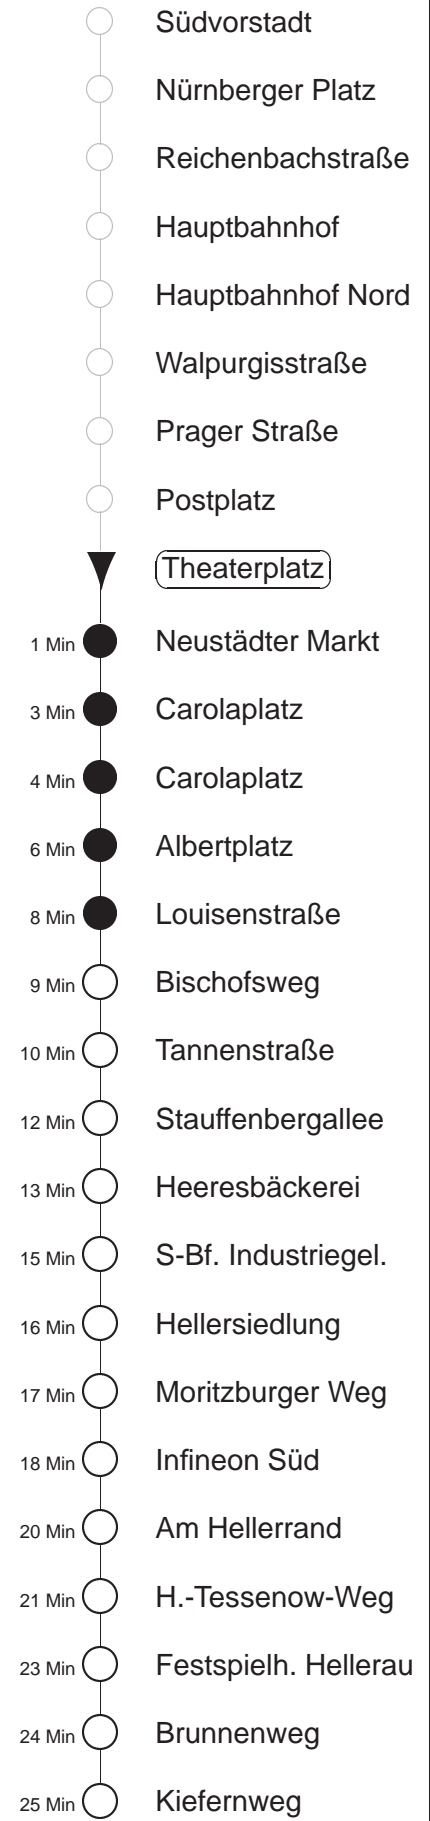 Südvorstadt
Nürnberger Platz
Reichenbachstraße
Hauptbahnhof
Hauptbahnhof Nord
Walpurgisstraße
Prager Straße
Postplatz
Theaterplatz
1 Min Neustädter Markt
3 Min Carolaplatz
4 Min Carolaplatz
6 Min Albertplatz
8 Min Louisenstraße
9 Min Bischofsweg
10 Min Tannenstraße
12 Min Stauffenbergallee
13 Min Heeresbäckerei
15 Min S-Bf. Industriegel.
16 Min Hellersiedlung
17 Min Moritzburger Weg
18 Min Infineon Süd
20 Min Am Hellerrand
21 Min H.-Tessenow-Weg
23 Min Festspielh. Hellerau
24 Min Brunnenweg
25 Min Kiefernweg